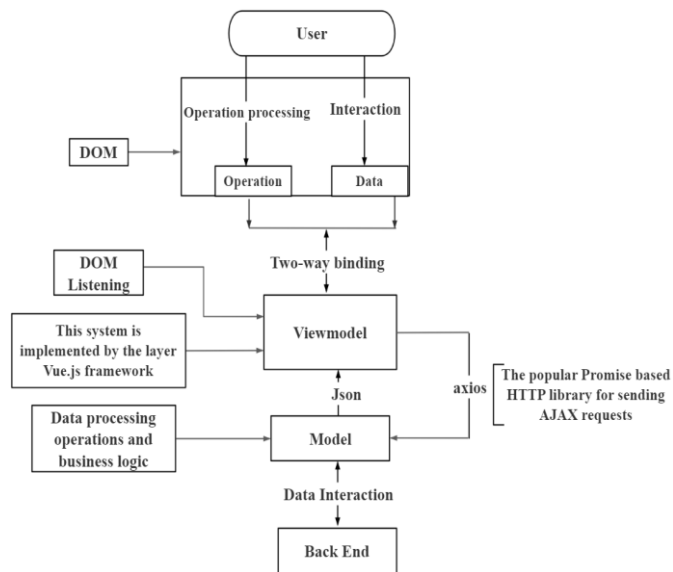 User
Operation processing
Interaction
DOM
Operation
Data
Two-way binding
DOM
Listening
Viewmodel
This system is
implemented by the layer
Vue.js framework
Json
axios
The popular Promise based
HTTP library for sending
AJAX requests
Data processing
operations and
business logic
Model
Data Interaction
Back End